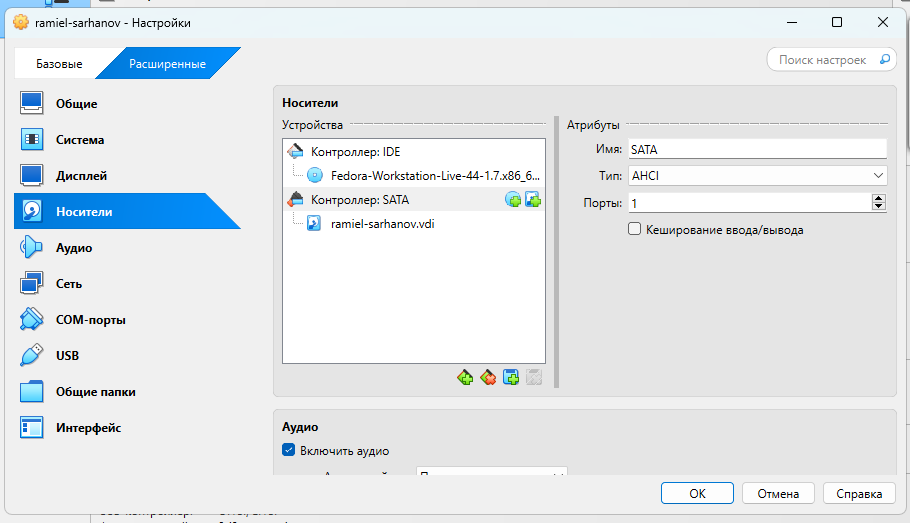 ramiel-sarhanov - Настройки
Базовые
Расширенные
Поиск настроек
Общие
Система
Дисплей
Носители
Аудио
Сеть
COM-порты
USB
Общие папки
Интерфейс
Носители
Устройства
Контроллер: IDE
Fedora-Workstation-Live-44-1.7.x86_6...
Контроллер: SATA
ramiel-sarhanov.vdi
Атрибуты
Имя: SATA
Тип: AHCI
Порты: 1
Кеширование ввода/вывода
Аудио
Включить аудио
OK
Отмена
Справка